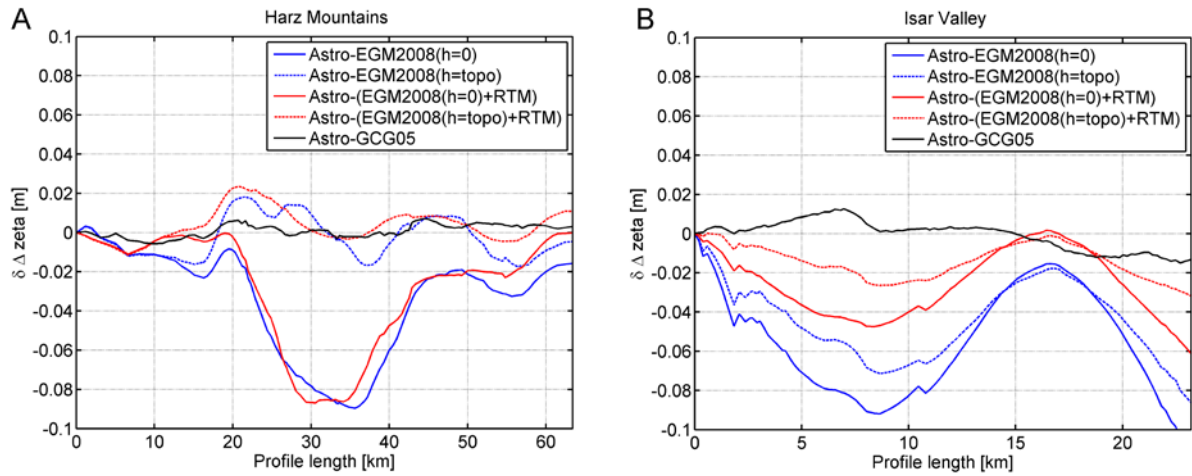 A
Harz Mountains
0.1
0.08
0.06
0.04
0.02
0
-0.02
-0.04
-0.06
-0.08
-0.1
δ Δ zeta [m]
Astro-EGM2008(h=0)
Astro-EGM2008(h=topo)
Astro-(EGM2008(h=0)+RTM)
Astro-(EGM2008(h=topo)+RTM)
Astro-GCG05
0 10 20 30 40 50 60
Profile length [km]
B
Isar Valley
0.1
0.08
0.06
0.04
0.02
0
-0.02
-0.04
-0.06
-0.08
-0.1
δ Δ zeta [m]
Astro-EGM2008(h=0)
Astro-EGM2008(h=topo)
Astro-(EGM2008(h=0)+RTM)
Astro-(EGM2008(h=topo)+RTM)
Astro-GCG05
0 5 10 15 20
Profile length [km]